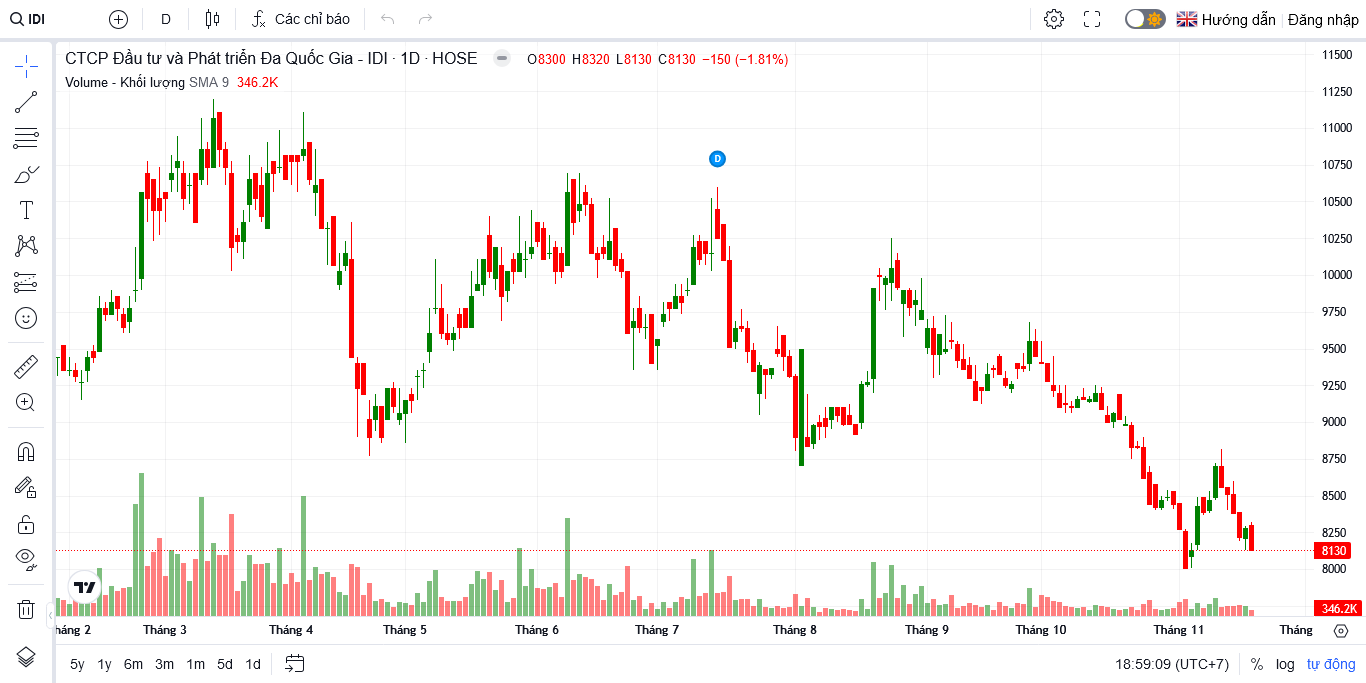 IDI D Các chỉ báo Hướng dẫn Đăng nhập
CTCP Đầu tư và Phát triển Đa Quốc Gia - IDI · 1D · HOSE O8300 H8320 L8130 C8130 −150 (−1.81%)
Volume - Khối lượng SMA 9 346.2K
11500
11250
11000
10750
D
10500
10250
10000
9750
9500
9250
9000
8750
8500
8250
8130
8000
346.2K
háng 2 Tháng 3 Tháng 4 Tháng 5 Tháng 6 Tháng 7 Tháng 8 Tháng 9 Tháng 10 Tháng 11 Tháng
5y 1y 6m 3m 1m 5d 1d 18:59:09 (UTC+7) % log tự động